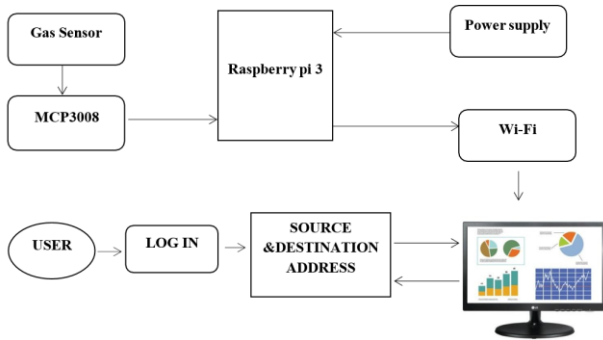 Gas Sensor
Power supply
Raspberry pi 3
MCP3008
Wi-Fi
USER
LOG IN
SOURCE
&DESTINATION
ADDRESS